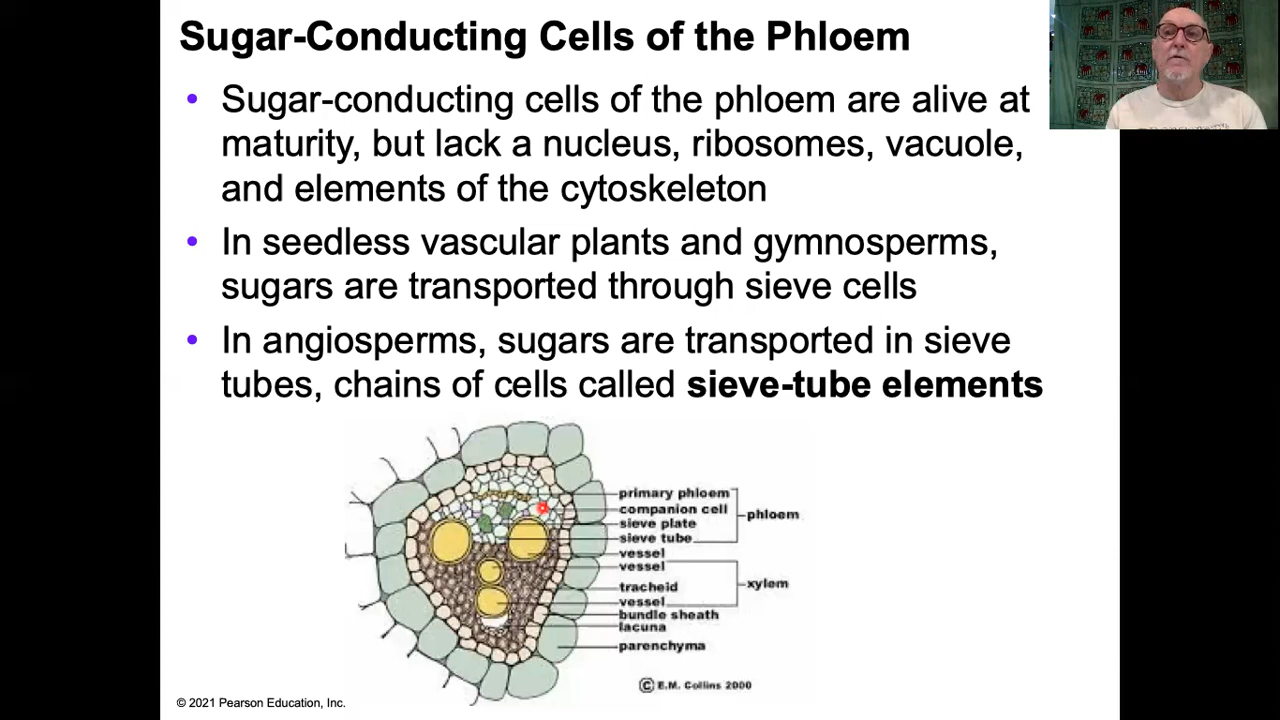 Sugar-Conducting Cells of the Phloem
• Sugar-conducting cells of the phloem are alive at
maturity, but lack a nucleus, ribosomes, vacuole,
and elements of the cytoskeleton
• In seedless vascular plants and gymnosperms,
sugars are transported through sieve cells
• In angiosperms, sugars are transported in sieve
tubes, chains of cells called sieve-tube elements
primary phloem
companion cell
sieve plate
sieve tube
phloem
vessel
vessel
tracheid
vessel
xylem
bundle sheath
lacuna
parenchyma
© E.M. Collins 2000
© 2021 Pearson Education, Inc.